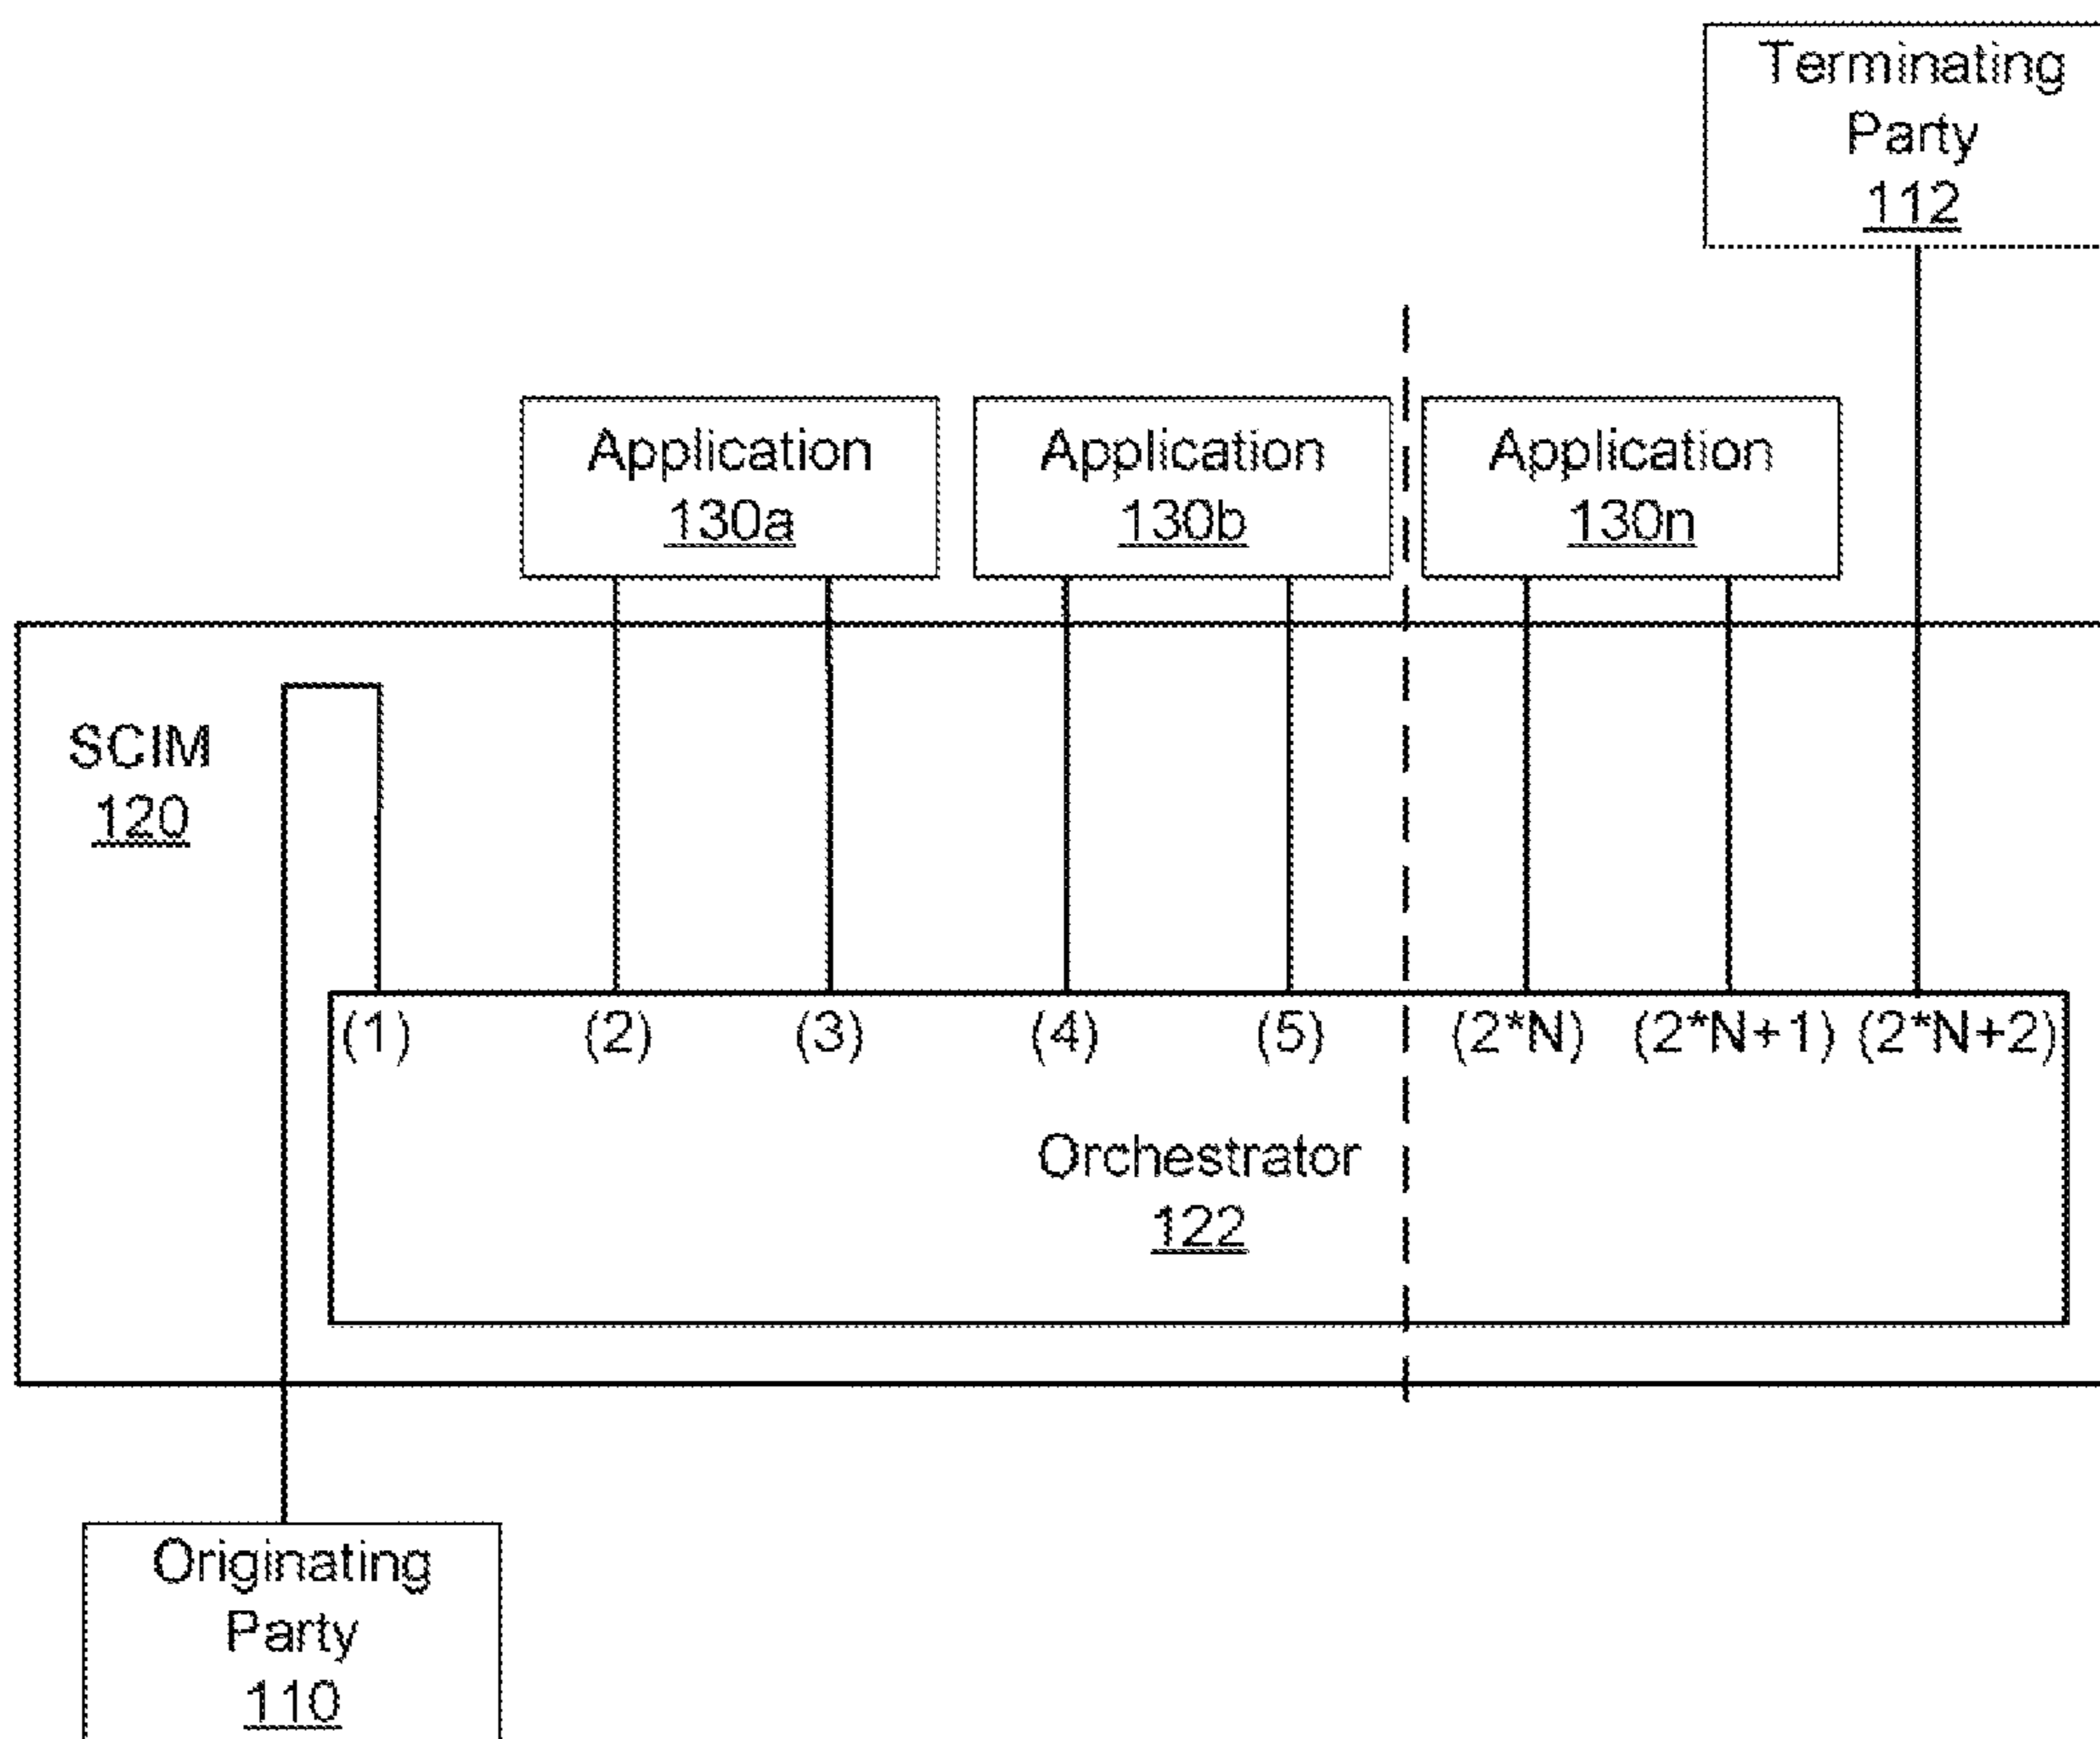 Terminating
Party
112
Application
130a
Application
130b
Application
130n
SCIM
120
(1) (2) (3) (4) (5) (2*N) (2*N+1) (2*N+2)
Orchestrator
122
Originating
Party
110